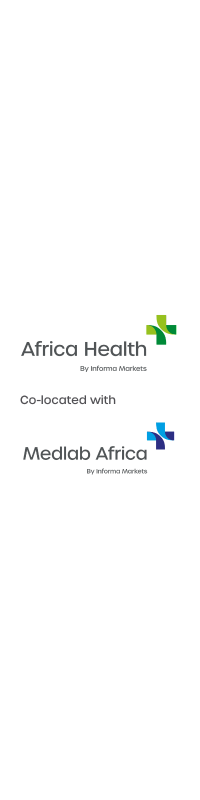 Africa Health
By Informa Markets
Co-located with
Medlab Africa
By Informa Markets